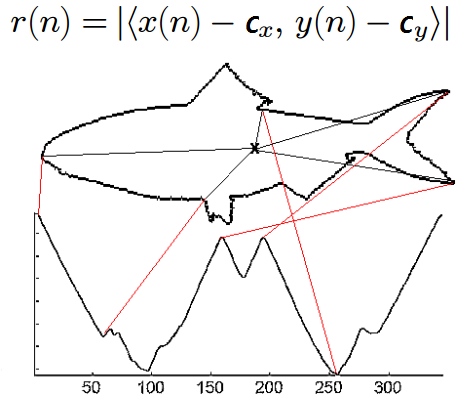 r(n) = |⟨x(n) − c_x, y(n) − c_y⟩|
x
50 100 150 200 250 300